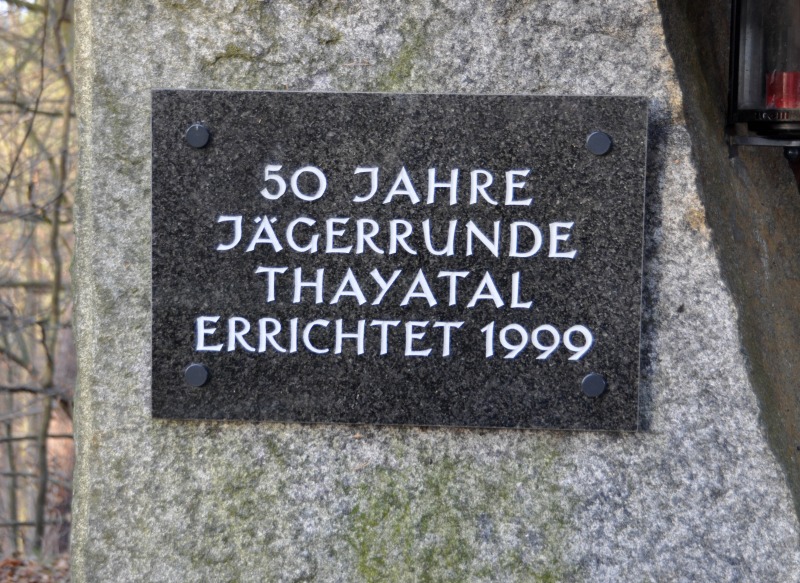 50 JAHRE
JÄGERRUNDE
THAYATAL
ERRICHTET 1999